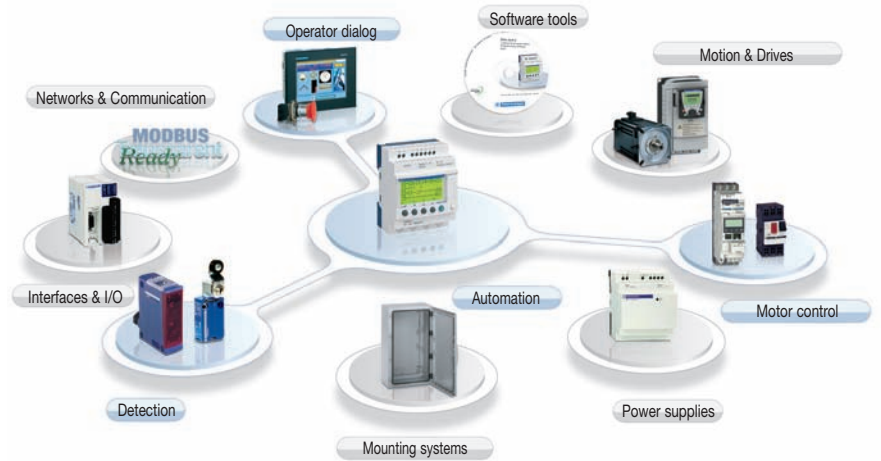 Operator dialog
Software tools
Motion & Drives
Networks & Communication
MODBUS
Ready
Interfaces & I/O
Automation
Motor control
Detection
Power supplies
Mounting systems